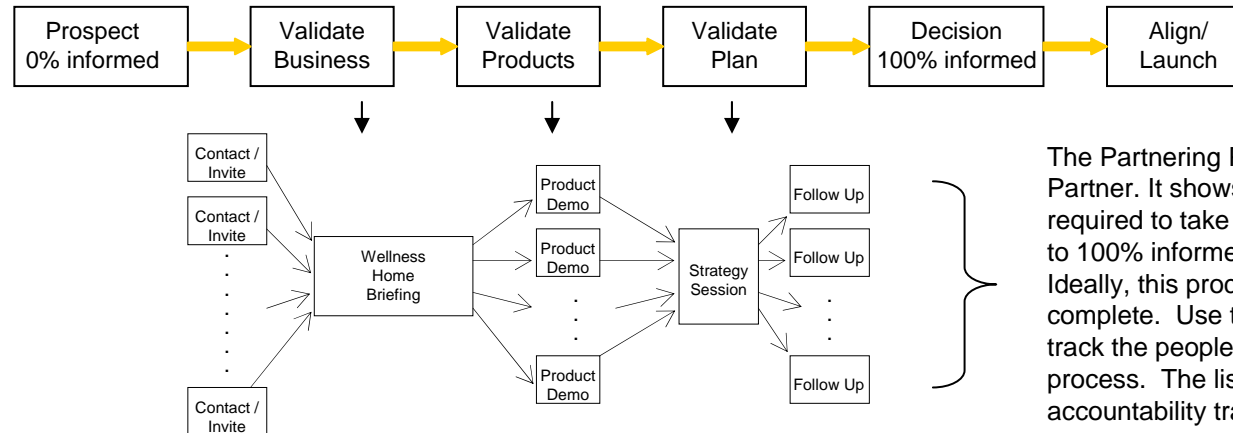 Prospect
0% informed
Validate
Business
Validate
Products
Validate
Plan
Decision
100% informed
Align/
Launch
Contact /
Invite
Contact /
Invite
Contact /
Invite
Wellness
Home
Briefing
Product
Demo
Product
Demo
Product
Demo
Strategy
Session
Follow Up
Follow Up
Follow Up
The Partnering
Partner. It shows
required to take
to 100% informe
Ideally, this proc
complete. Use t
track the people
process. The lis
accountability tra